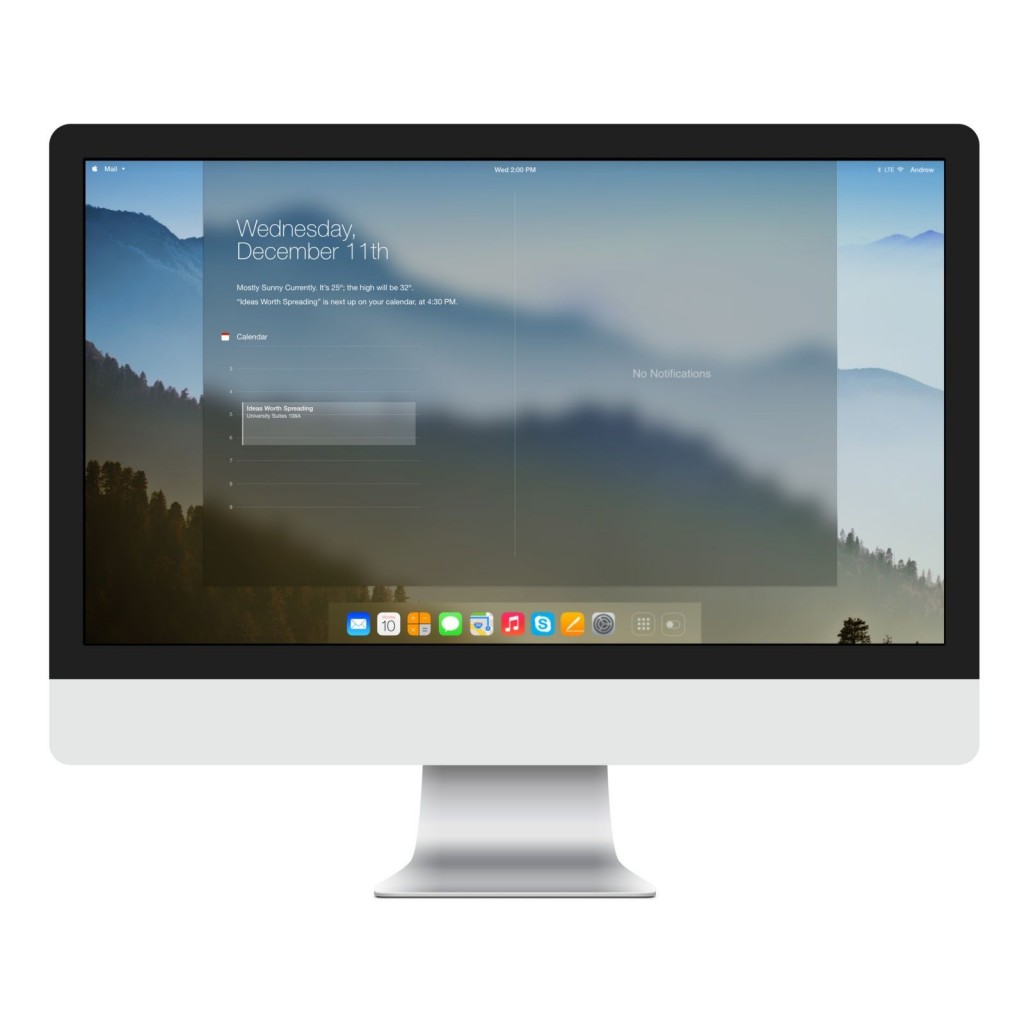 Mail
Wed 2:00 PM
LTE
Andrew
Wednesday,
December 11th
Mostly Sunny Currently. It's 25°; the high will be 32°.
"Ideas Worth Spreading" is next up on your calendar, at 4:30 PM.
Calendar
3
4
Ideas Worth Spreading
5
University Suites 108A
6
7
8
9
No Notifications
10